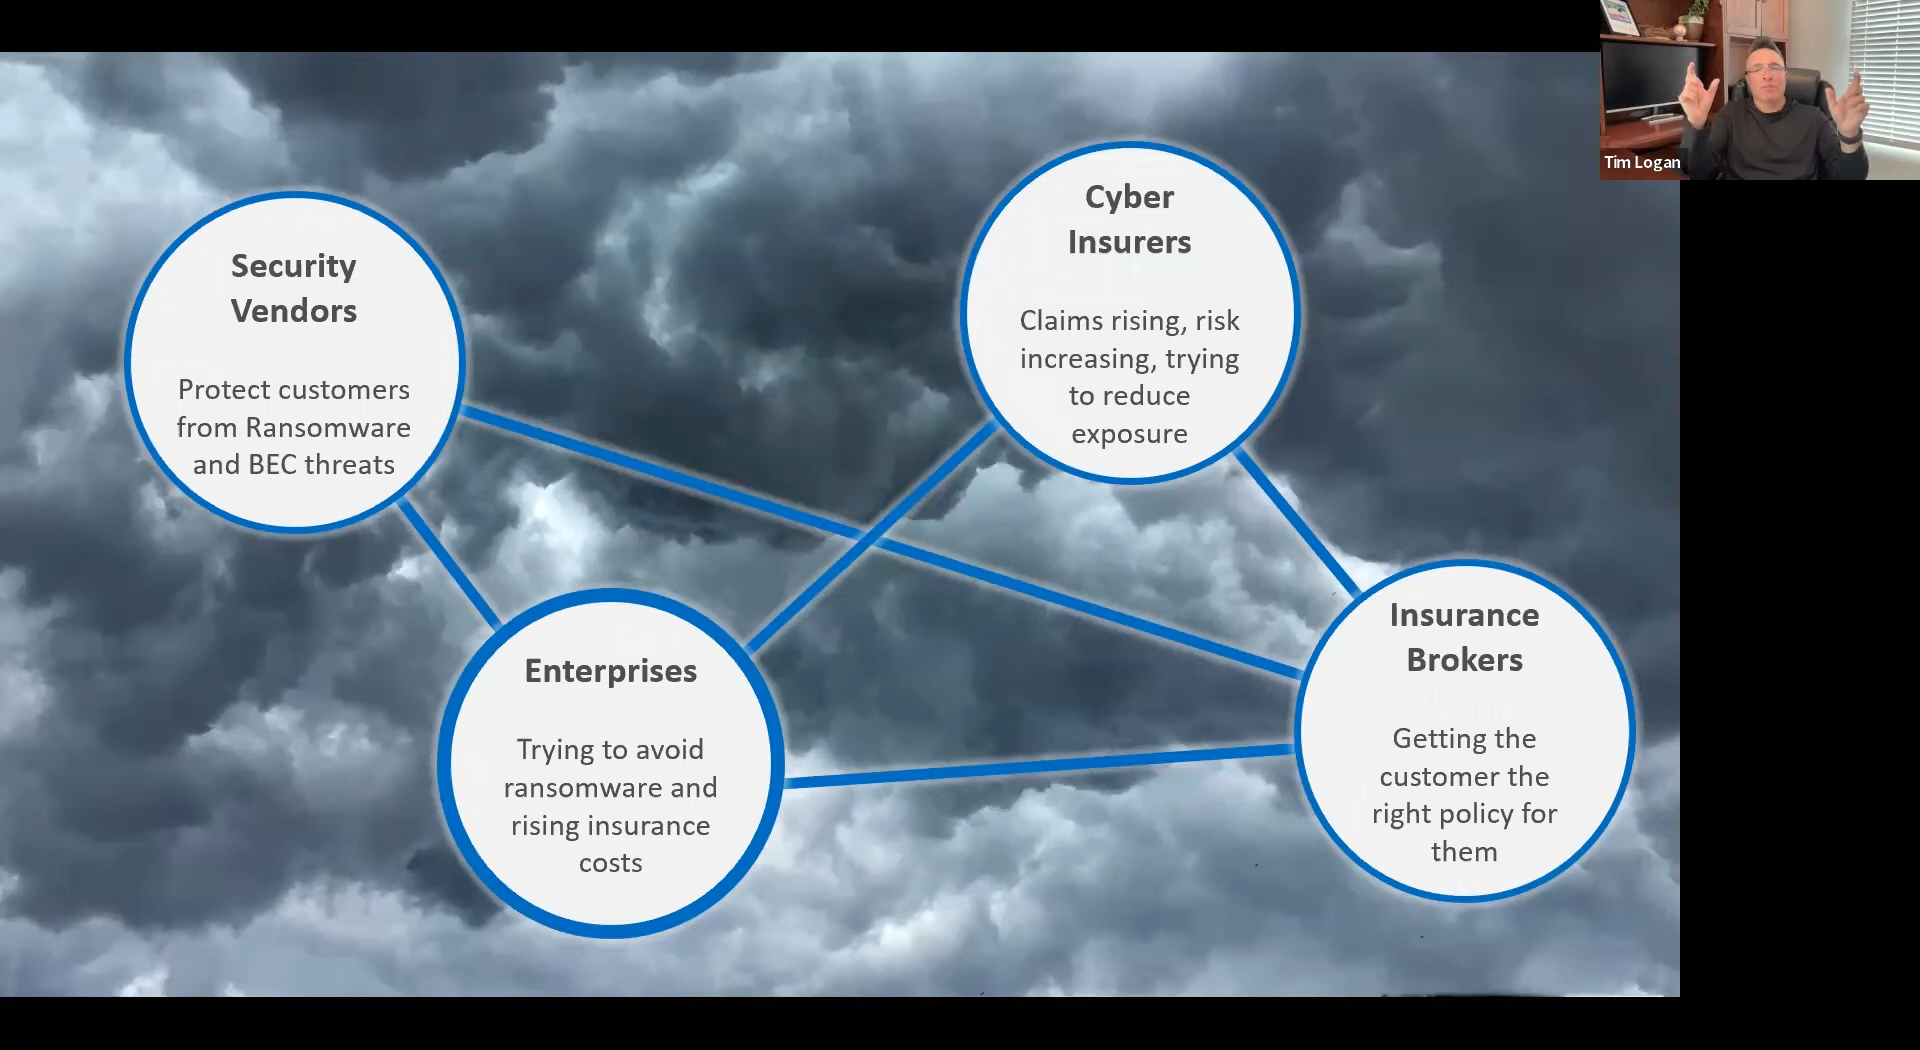 Tim Logan
Security
Vendors
Protect customers
from Ransomware
and BEC threats
Cyber
Insurers
Claims rising, risk
increasing, trying
to reduce
exposure
Enterprises
Trying to avoid
ransomware and
rising insurance
costs
Insurance
Brokers
Getting the
customer the
right policy for
them